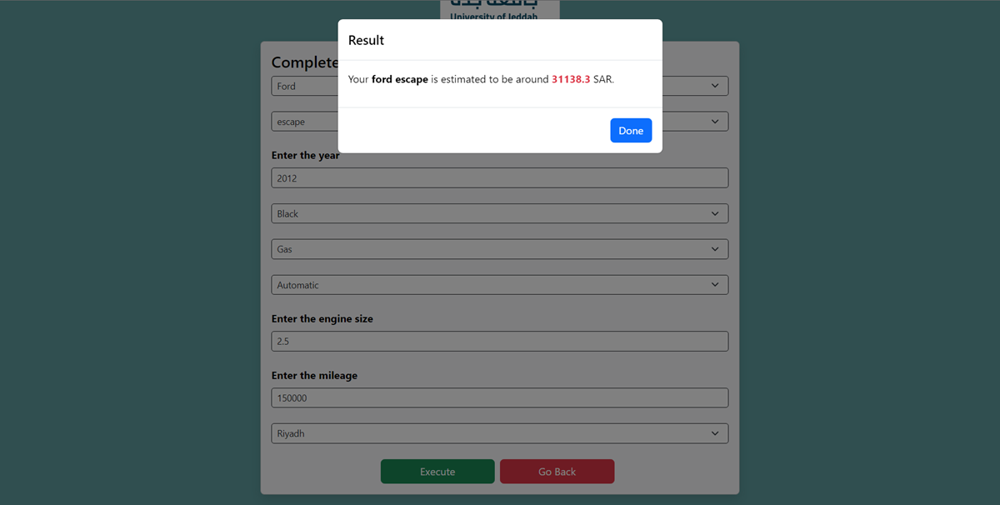 University of Jeddah
Result
Your ford escape is estimated to be around 31138.3 SAR.
Done
Complete
Ford
escape
Enter the year
2012
Black
Gas
Automatic
Enter the engine size
2.5
Enter the mileage
150000
Riyadh
Execute
Go Back